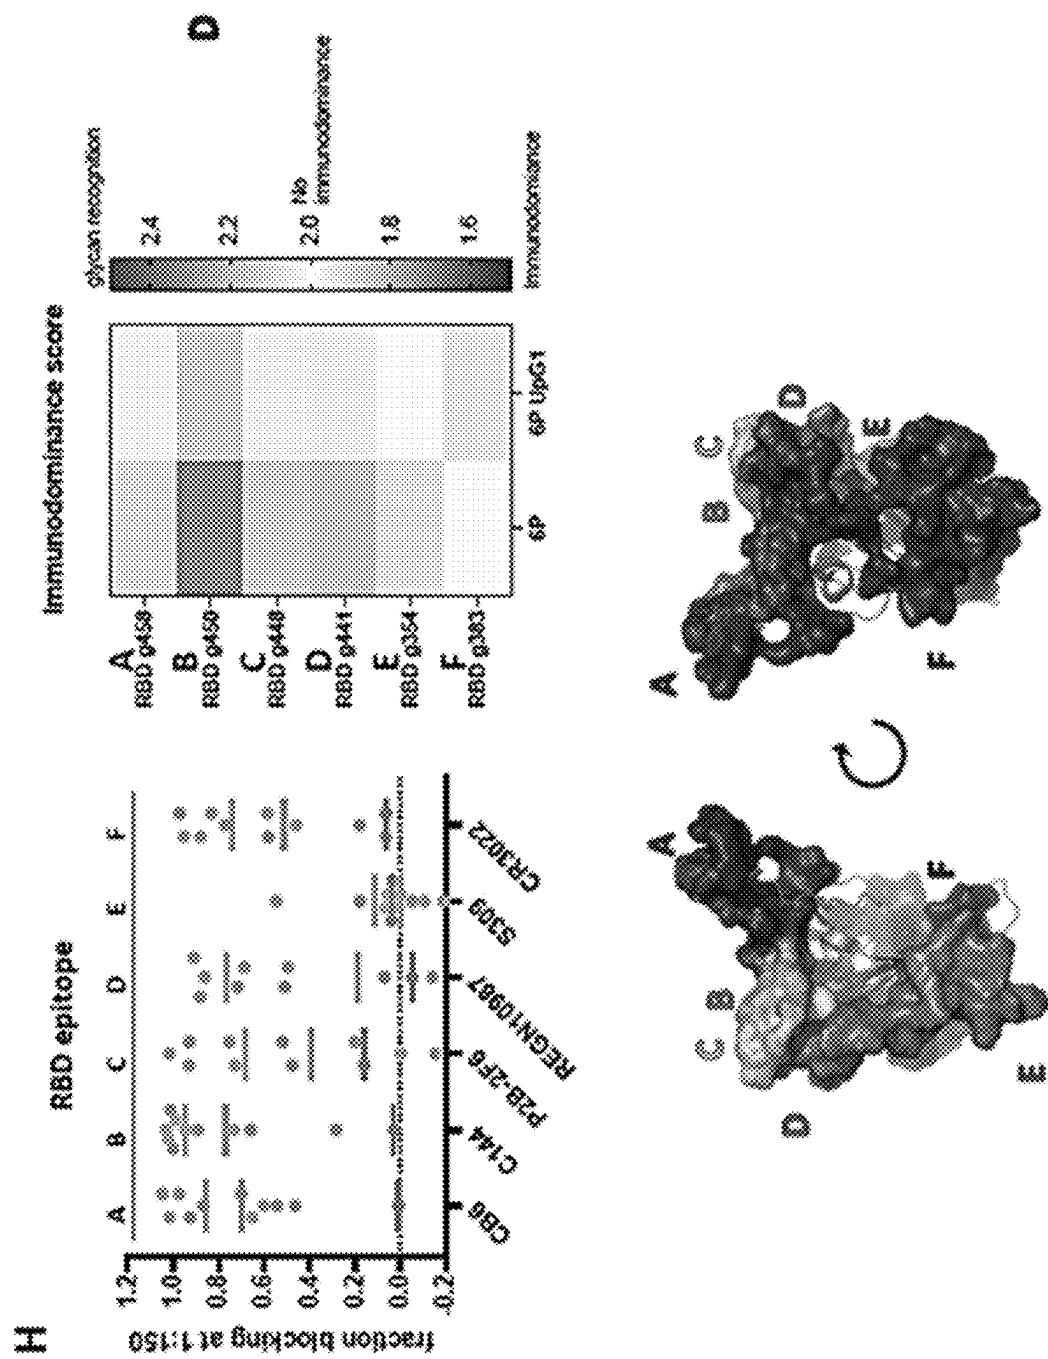 H
RBD epitope
A B C D E F
fraction blocking at 1:150
1.2
1.0
0.8
0.6
0.4
0.2
0.0
-0.2
CB6
C144
P2B-2F6
REGN10987
S309
CR3022
Immunodominance score
A
RBD g458
B
RBD g450
C
RBD g448
D
RBD g441
E
RBD g354
F
RBD g383
6P
6P UpG1
glycan recognition
2.4
2.2
2.0
1.8
1.6
No
immunodominance
immunodomiance
D
A
B
C
D
E
F
A
B
C
D
E
F